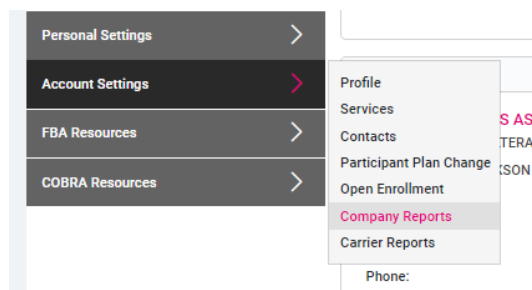 Personal Settings
Account Settings
FBA Resources
COBRA Resources
Profile
Services
Contacts
Participant Plan Change
Open Enrollment
Company Reports
Carrier Reports
S AS
Phone: